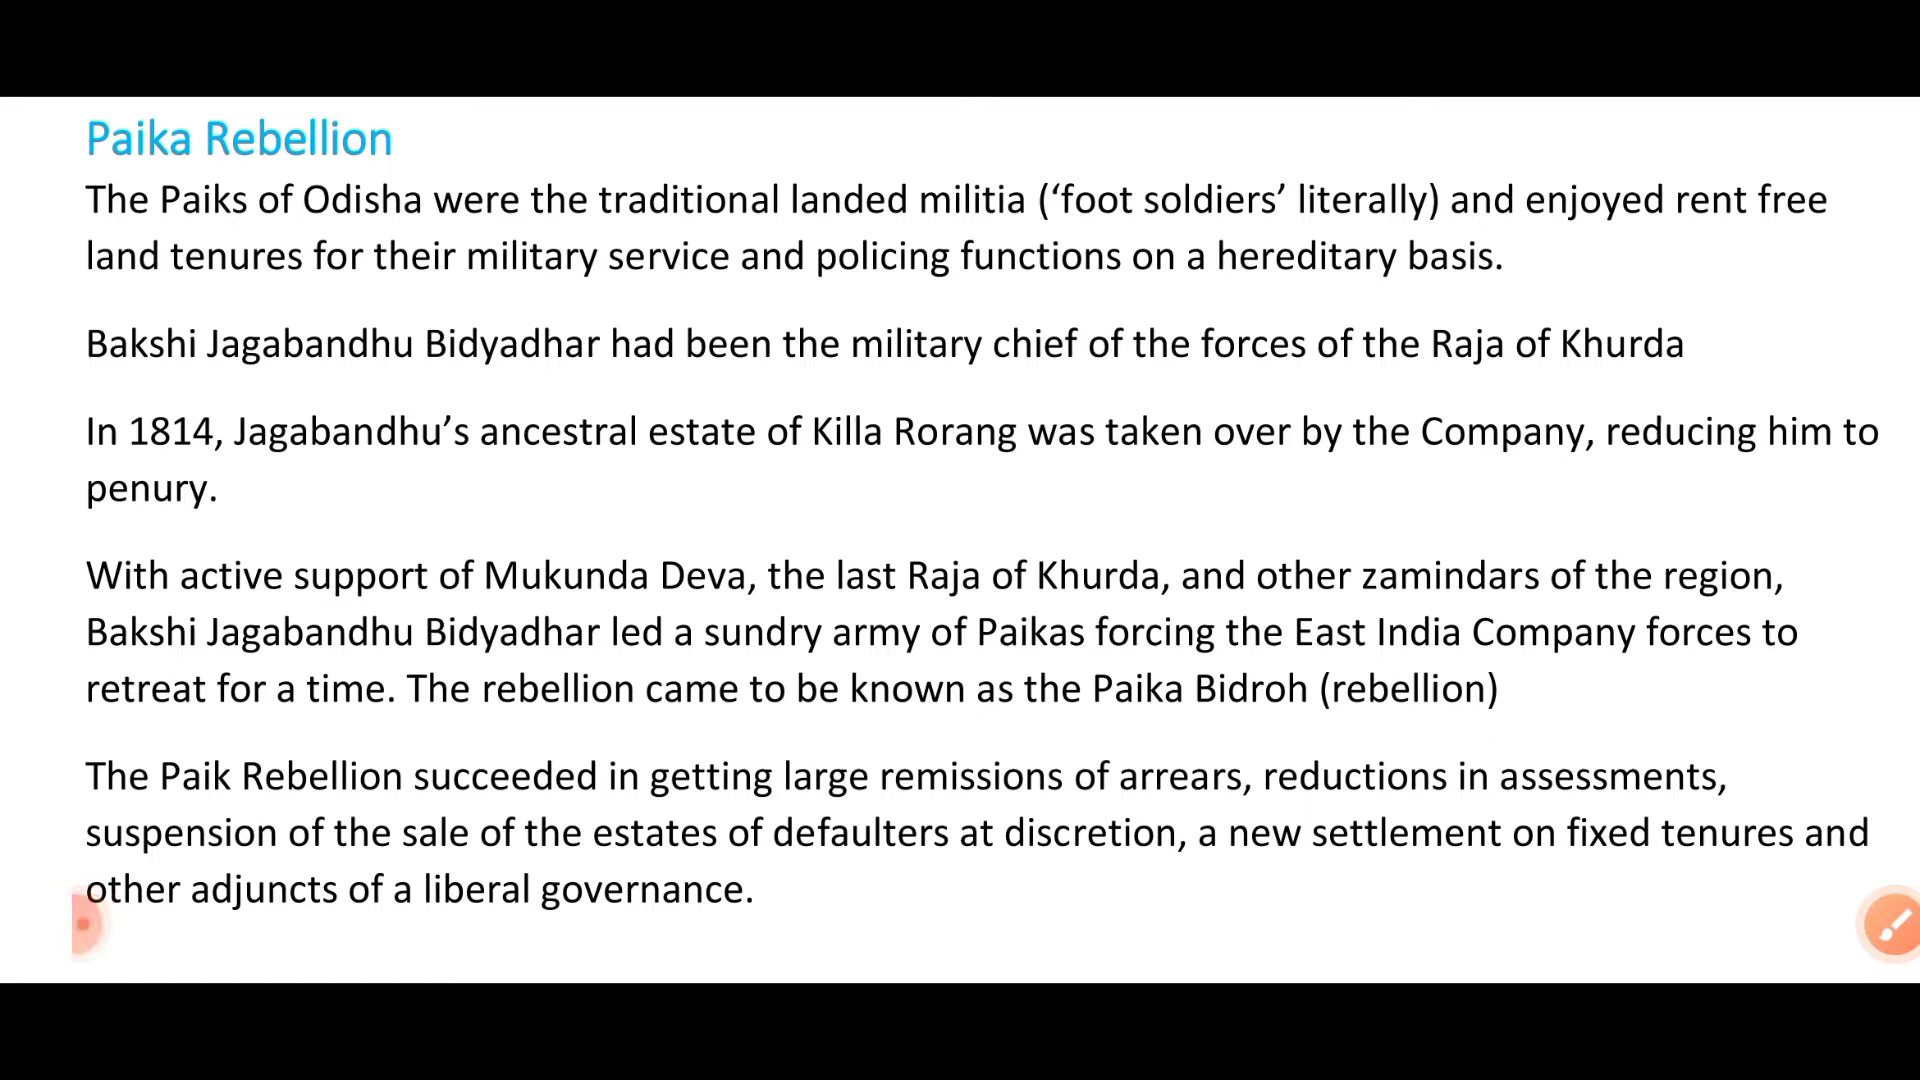 Paika Rebellion
The Paiks of Odisha were the traditional landed militia (‘foot soldiers’ literally) and enjoyed rent free
land tenures for their military service and policing functions on a hereditary basis.
Bakshi Jagabandhu Bidyadhar had been the military chief of the forces of the Raja of Khurda
In 1814, Jagabandhu’s ancestral estate of Killa Rorang was taken over by the Company, reducing him to
penury.
With active support of Mukunda Deva, the last Raja of Khurda, and other zamindars of the region,
Bakshi Jagabandhu Bidyadhar led a sundry army of Paikas forcing the East India Company forces to
retreat for a time. The rebellion came to be known as the Paika Bidroh (rebellion)
The Paik Rebellion succeeded in getting large remissions of arrears, reductions in assessments,
suspension of the sale of the estates of defaulters at discretion, a new settlement on fixed tenures and
other adjuncts of a liberal governance.